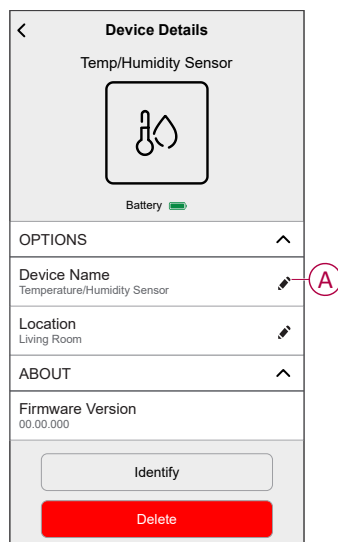 Device Details
Temp/Humidity Sensor
Battery
OPTIONS
Device Name
Temperature/Humidity Sensor
A
Location
Living Room
ABOUT
Firmware Version
00.00.000
Identify
Delete